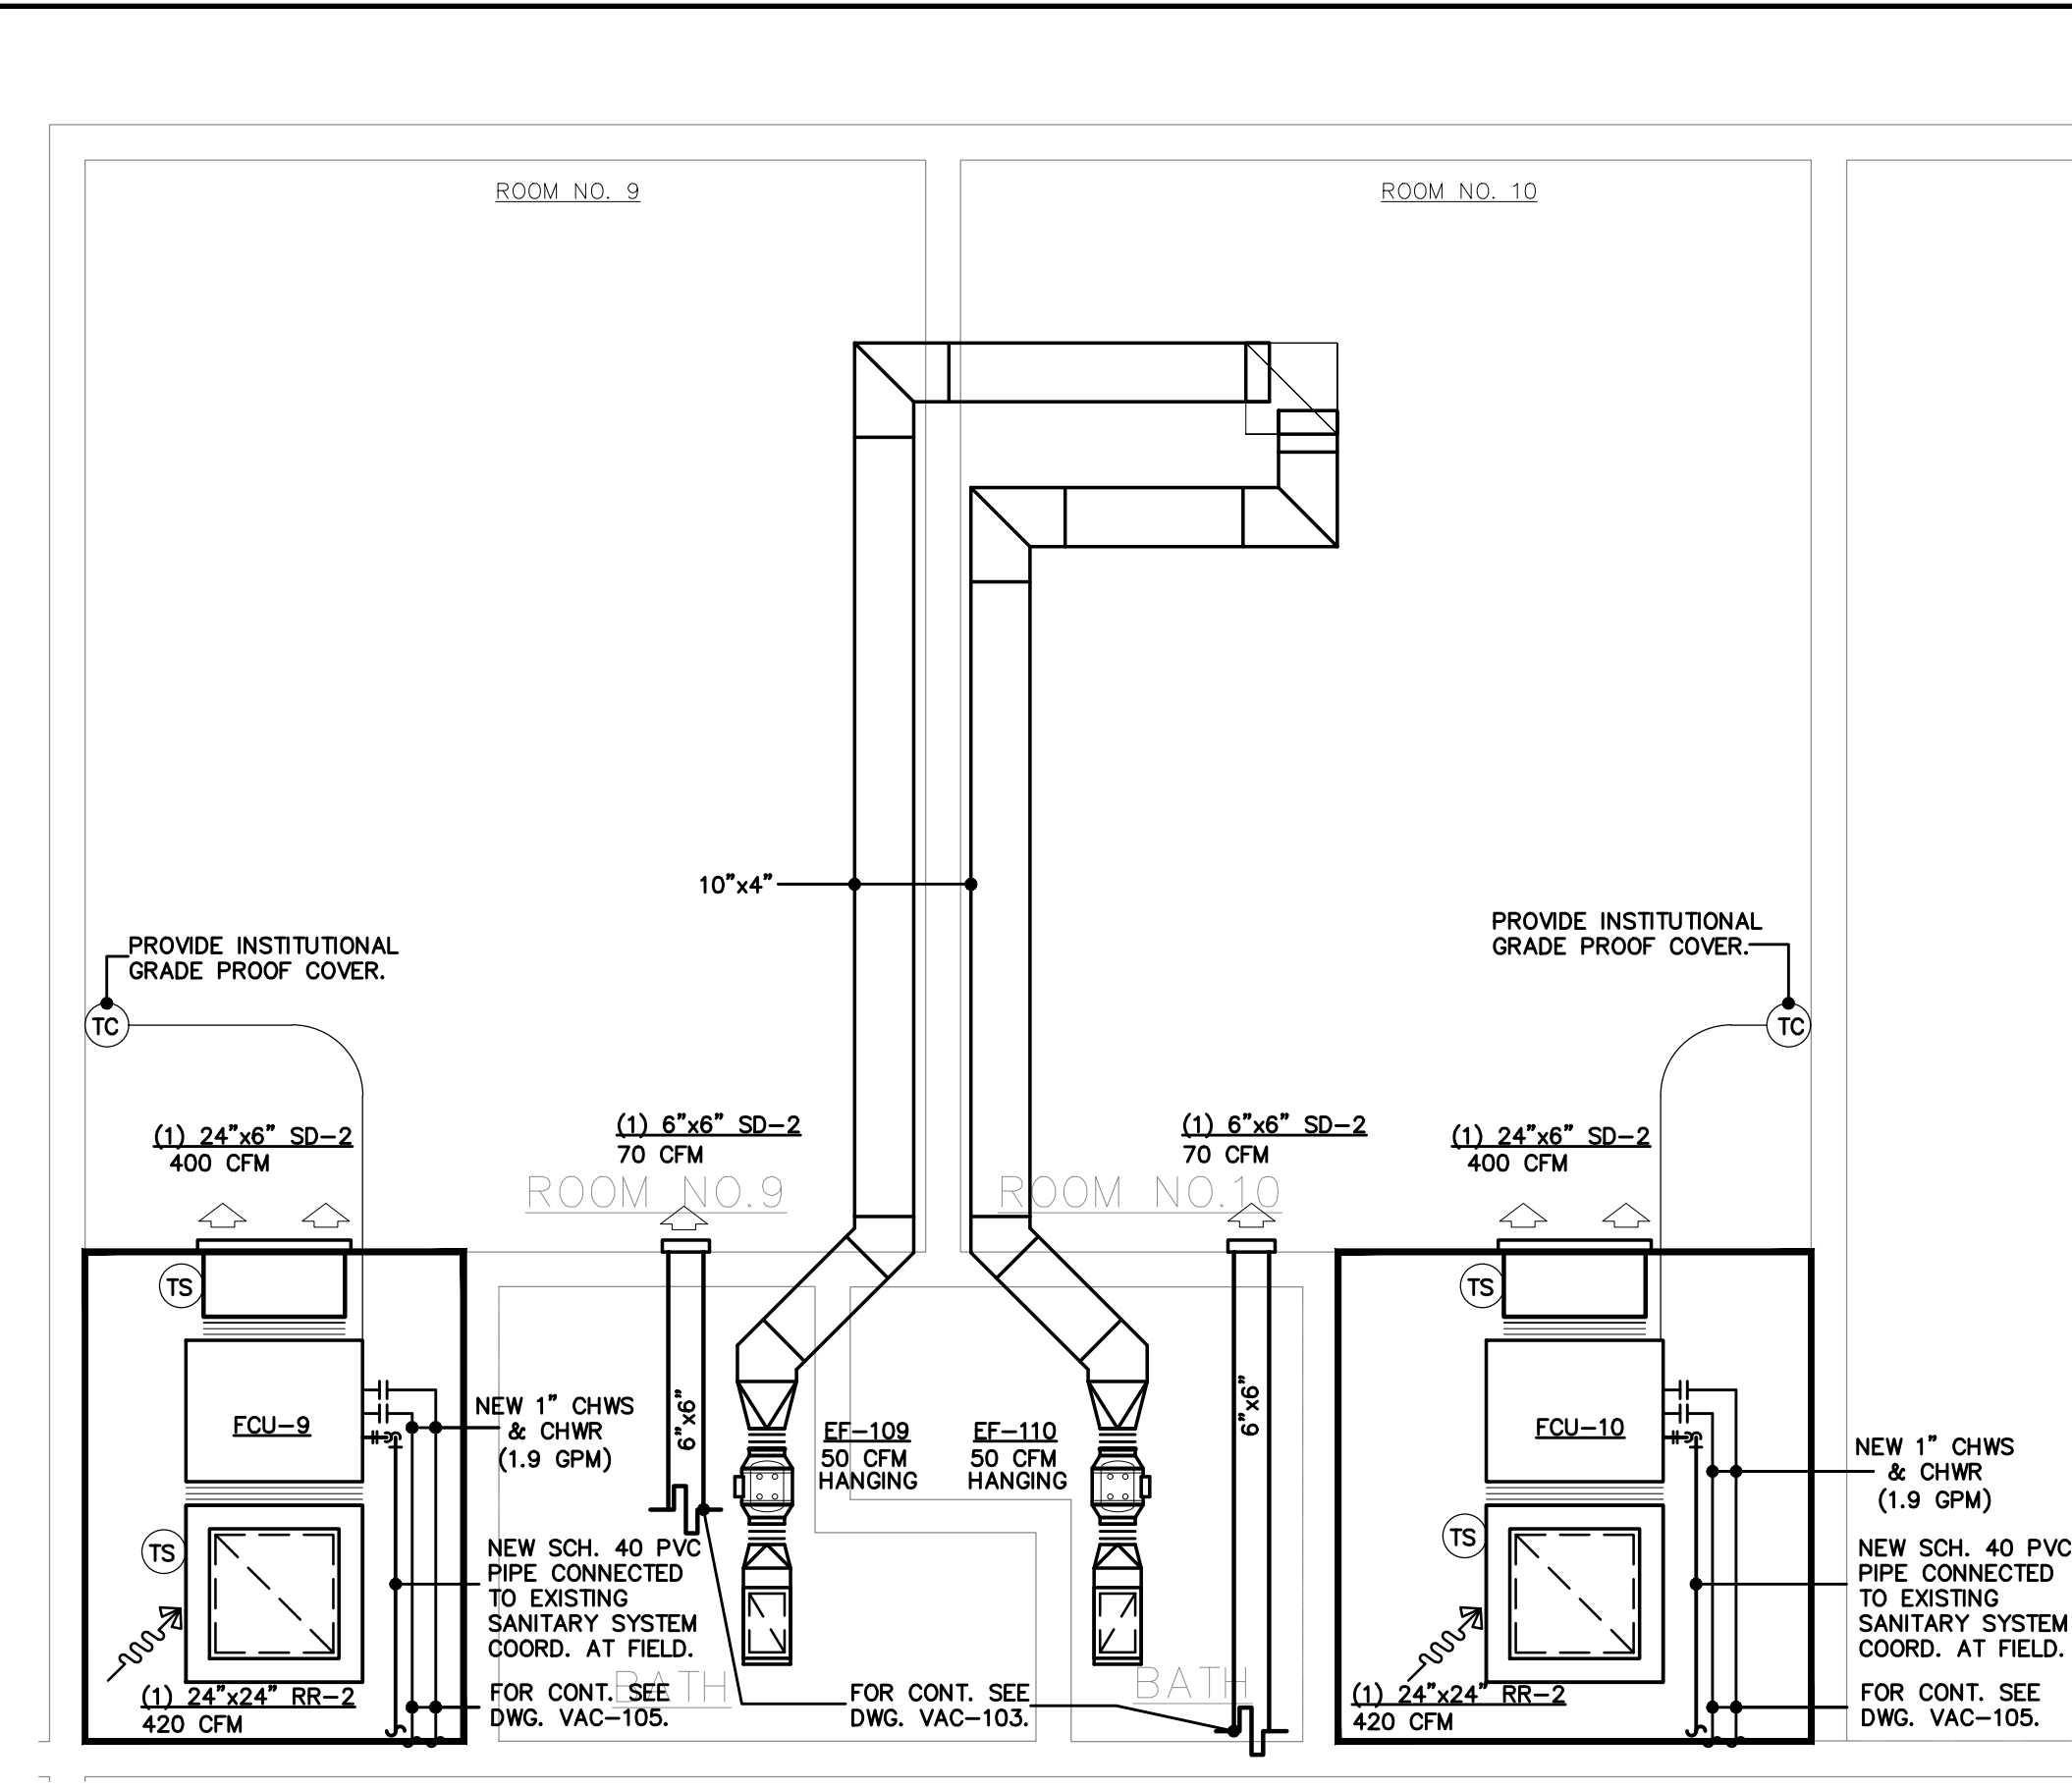 ROOM NO. 9
ROOM NO. 10
10”x4”
PROVIDE INSTITUTIONAL
GRADE PROOF COVER.
TC
PROVIDE INSTITUTIONAL
GRADE PROOF COVER.
TC
(1) 24”x6” SD-2
400 CFM
(1) 6”x6” SD-2
70 CFM
(1) 6”x6” SD-2
70 CFM
(1) 24”x6” SD-2
400 CFM
ROOM NO.9
ROOM NO.10
TS
TS
FCU-9
NEW 1” CHWS
& CHWR
(1.9 GPM)
6”x6”
EF-109
50 CFM
HANGING
EF-110
50 CFM
HANGING
6”x6”
FCU-10
NEW 1” CHWS
& CHWR
(1.9 GPM)
TS
NEW SCH. 40 PVC
PIPE CONNECTED
TO EXISTING
SANITARY SYSTEM
COORD. AT FIELD.
TS
NEW SCH. 40 PVC
PIPE CONNECTED
TO EXISTING
SANITARY SYSTEM
COORD. AT FIELD.
(1) 24”x24” RR-2
420 CFM
BATH
FOR CONT. SEE
DWG. VAC-105.
FOR CONT. SEE
DWG. VAC-103.
BATH
(1) 24”x24” RR-2
420 CFM
FOR CONT. SEE
DWG. VAC-105.